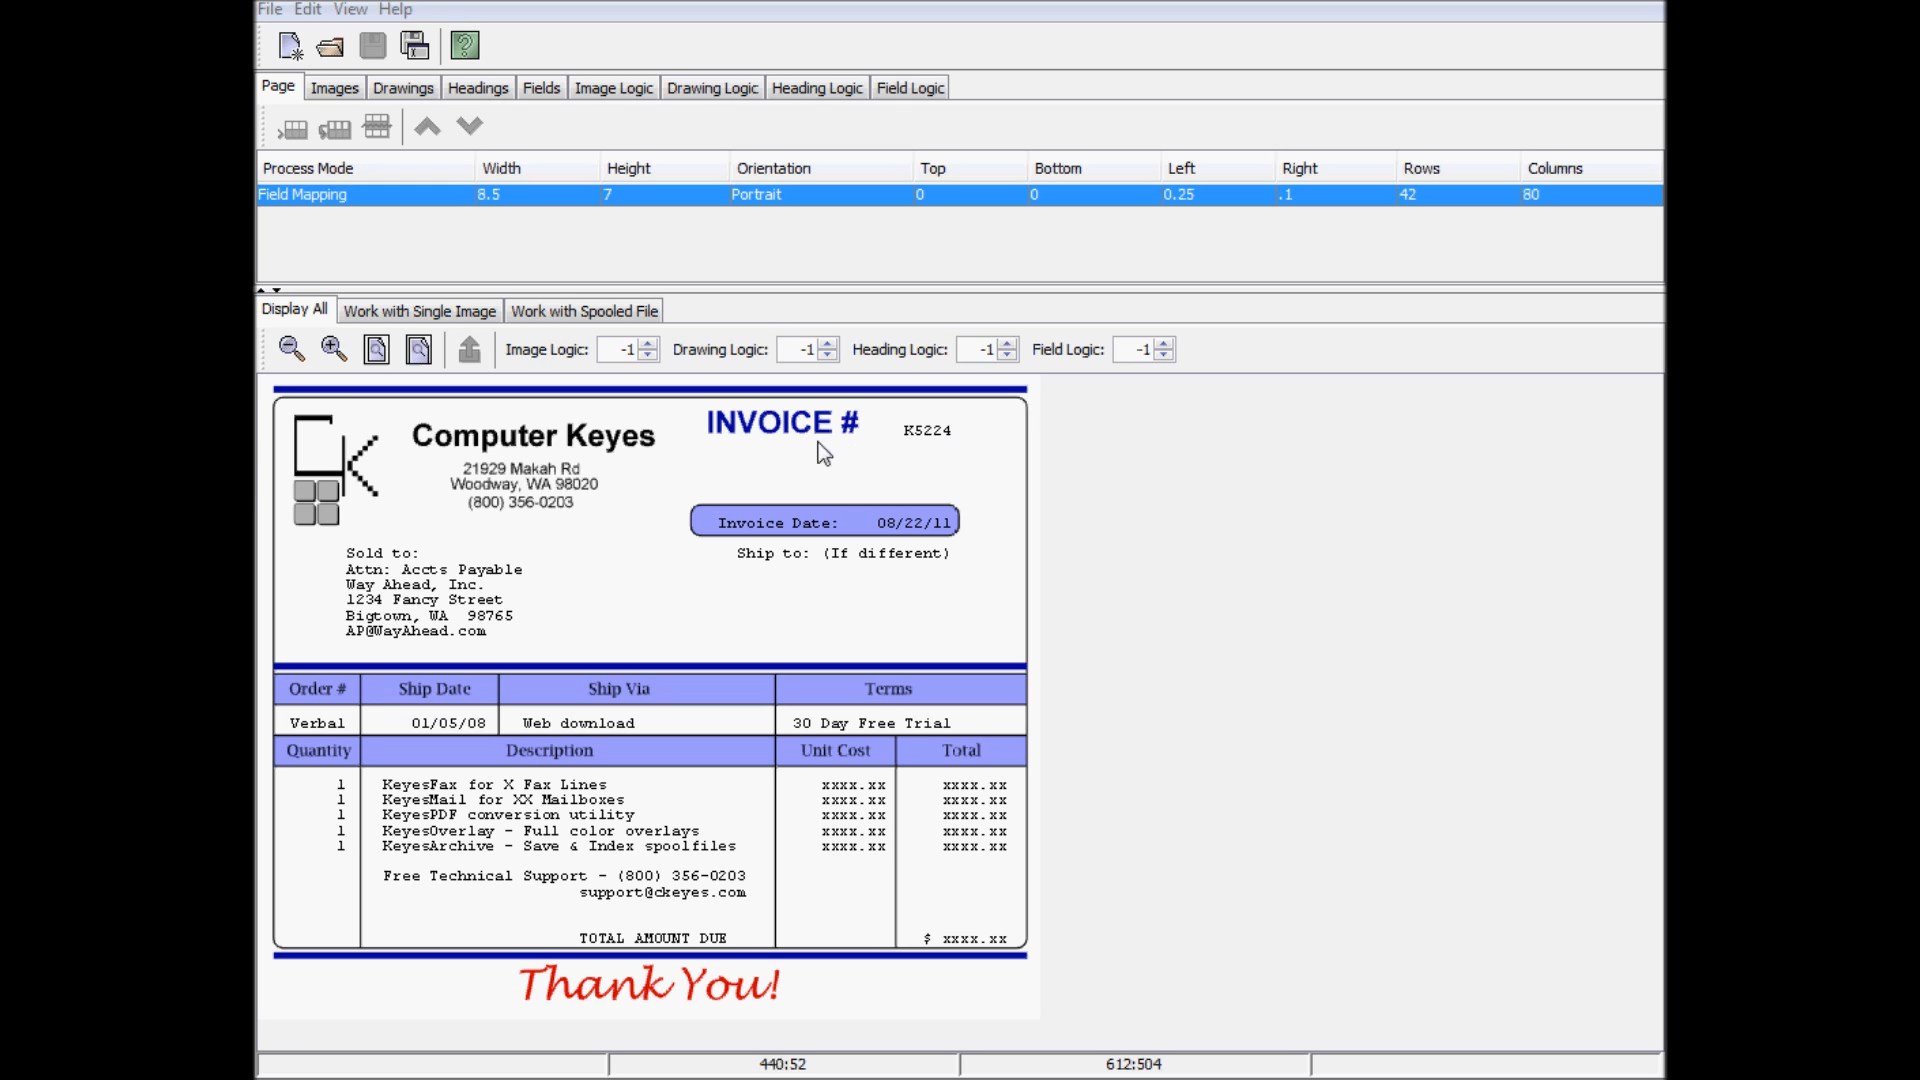 File Edit View Help
Page Images Drawings Headings Fields Image Logic Drawing Logic Heading Logic Field Logic
Process Mode Width Height Orientation Top Bottom Left Right Rows Columns
Field Mapping 8.5 7 Portrait 0 0 0.25 .1 42 80
Display All Work with Single Image Work with Spooled File
Image Logic: -1 Drawing Logic: -1 Heading Logic: -1 Field Logic: -1
Computer Keyes
21929 Makah Rd
Woodway, WA 98020
(800) 356-0203
INVOICE # K5224
Invoice Date: 08/22/11
Sold to:
Attn: Accts Payable
Way Ahead, Inc.
1234 Fancy Street
Bigtown, WA 98765
AP@WayAhead.com
Ship to: (If different)
Order # Ship Date Ship Via Terms
Verbal 01/05/08 Web download 30 Day Free Trial
Quantity Description Unit Cost Total
1 KeyesFax for X Fax Lines xxxx.xx xxxx.xx
1 KeyesMail for XX Mailboxes xxxx.xx xxxx.xx
1 KeyesPDF conversion utility xxxx.xx xxxx.xx
1 KeyesOverlay - Full color overlays xxxx.xx xxxx.xx
1 KeyesArchive - Save & Index spoolfiles xxxx.xx xxxx.xx
Free Technical Support - (800) 356-0203
support@ckeyes.com
TOTAL AMOUNT DUE $ xxxx.xx
Thank You!
440:52 612:504